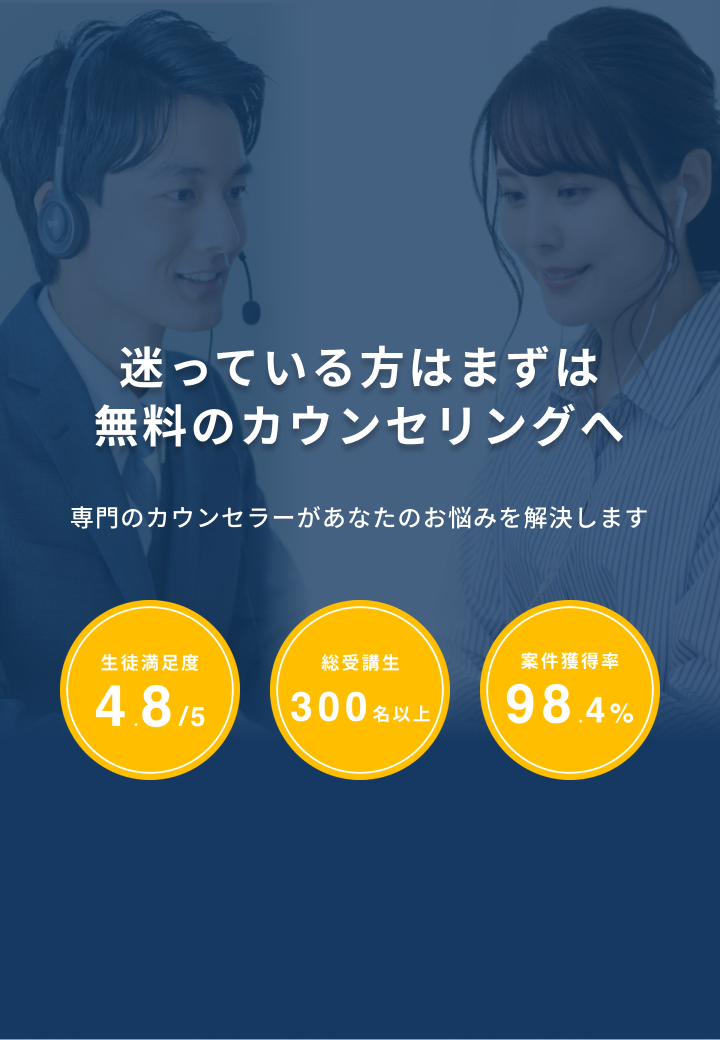 迷っている方はまずは
無料のカウンセリングへ
専門のカウンセラーがあなたのお悩みを解決します
生徒満足度
4.8/5
総受講生
300名以上
案件獲得率
98.4%